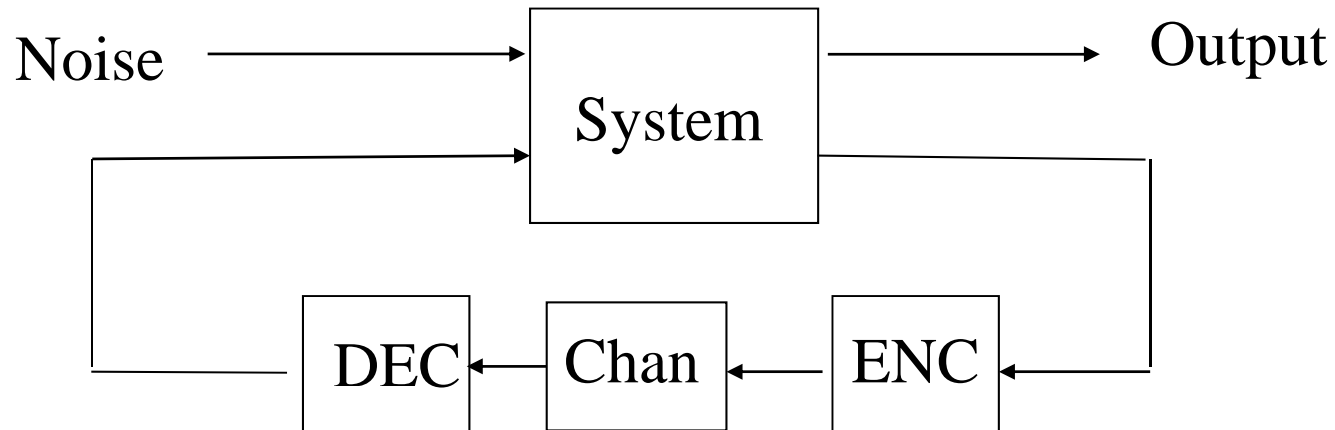 Noise
Output
System
DEC
Chan
ENC